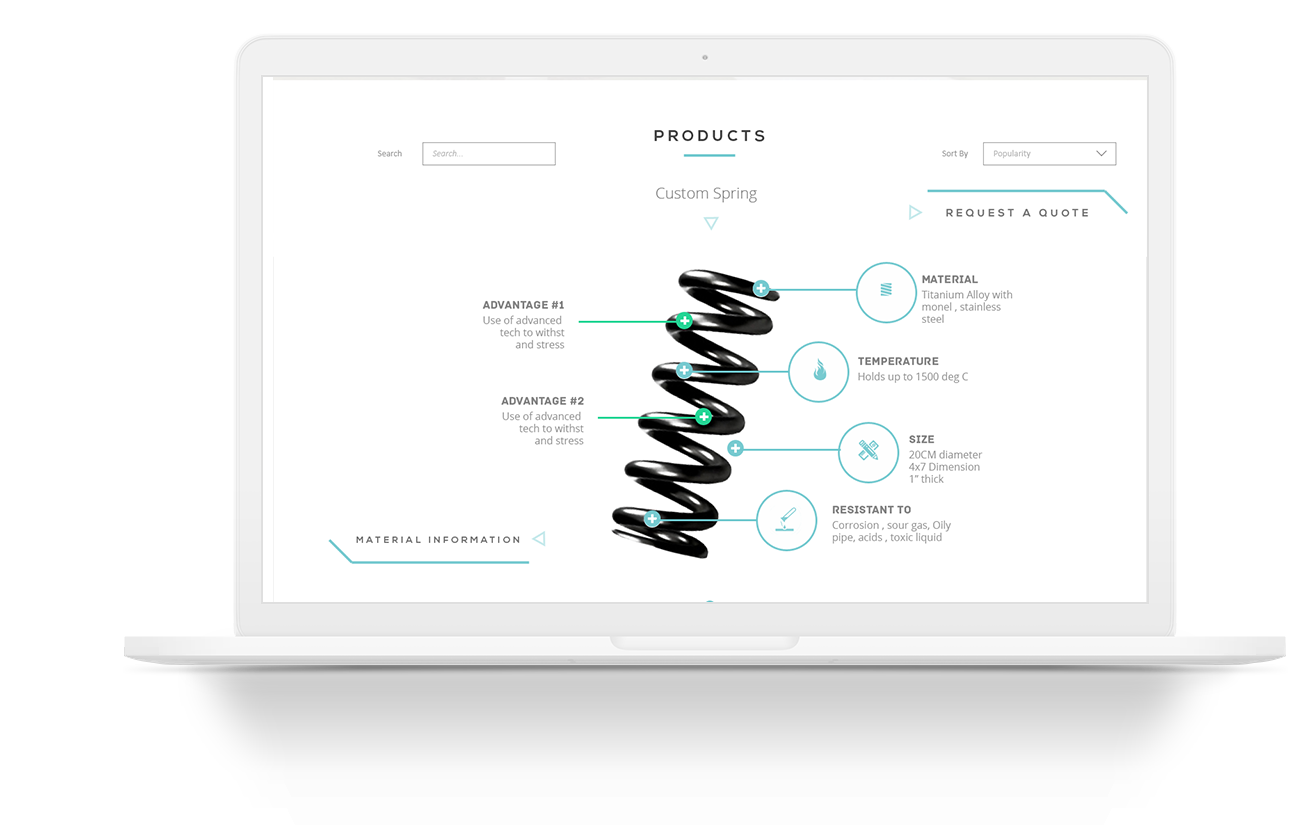 PRODUCTS
Search
Search...
Sort By
Popularity
Custom Spring
REQUEST A QUOTE
MATERIAL
Titanium Alloy with
monel , stainless
steel
ADVANTAGE #1
Use of advanced
tech to withst
and stress
TEMPERATURE
Holds up to 1500 deg C
ADVANTAGE #2
Use of advanced
tech to withst
and stress
SIZE
20CM diameter
4x7 Dimension
1" thick
RESISTANT TO
Corrosion , sour gas, Oily
pipe, acids , toxic liquid
MATERIAL INFORMATION